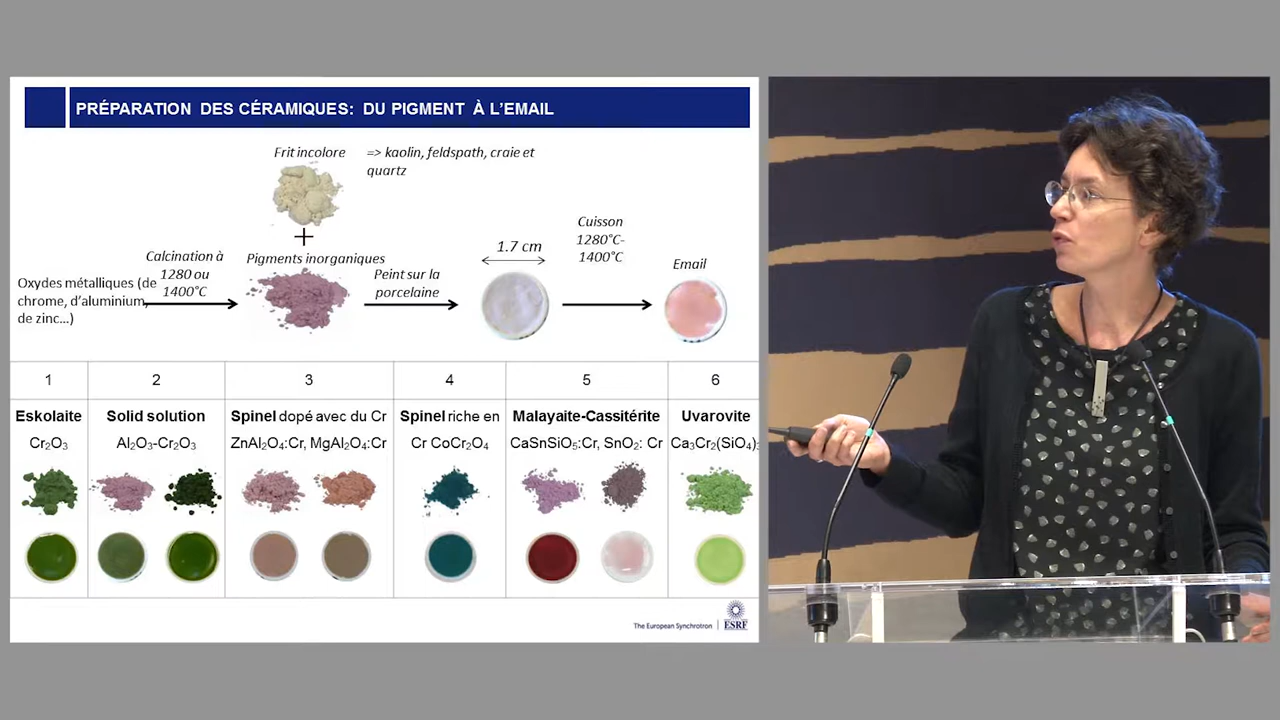 PRÉPARATION DES CÉRAMIQUES: DU PIGMENT À L'EMAIL
Frit incolore
=> kaolin, feldspath, craie et
quartz
+
Oxydes métalliques (de
chrome, d'aluminium,
de zinc…)
Calcination à
1280 ou
1400°C
Pigments inorganiques
Peint sur la
porcelaine
1.7 cm
Cuisson
1280°C-
1400°C
Email
1 2 3 4 5 6
Eskolaite
Cr₂O₃
Solid solution
Al₂O₃-Cr₂O₃
Spinel dopé avec du Cr
ZnAl₂O₄:Cr, MgAl₂O₄:Cr
Spinel riche en
Cr CoCr₂O₄
Malayaite-Cassitérite
CaSnSiO₅:Cr, SnO₂: Cr
Uvarovite
Ca₃Cr₂(SiO₄)₃
The European Synchrotron
ESRF